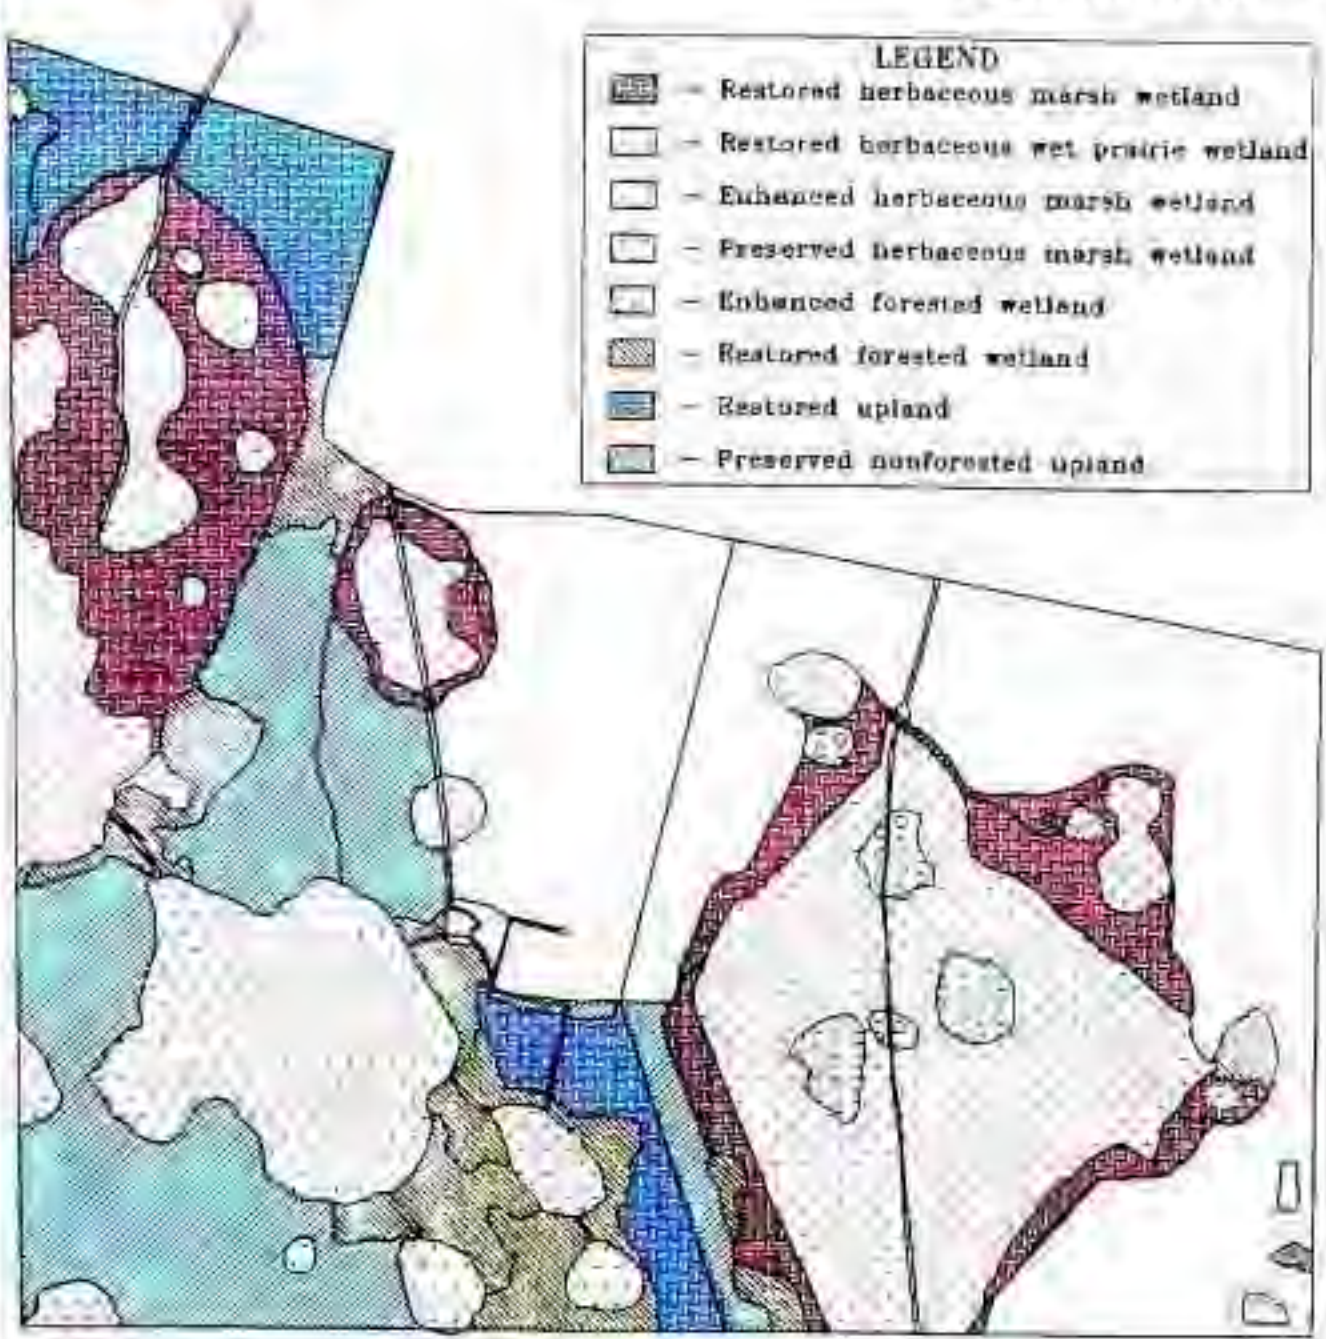 LEGEND
– Restored herbaceous marsh wetland
– Restored herbaceous wet prairie wetland
– Enhanced herbaceous marsh wetland
– Preserved herbaceous marsh wetland
– Enhanced forested wetland
– Restored forested wetland
– Restored upland
– Preserved nonforested upland